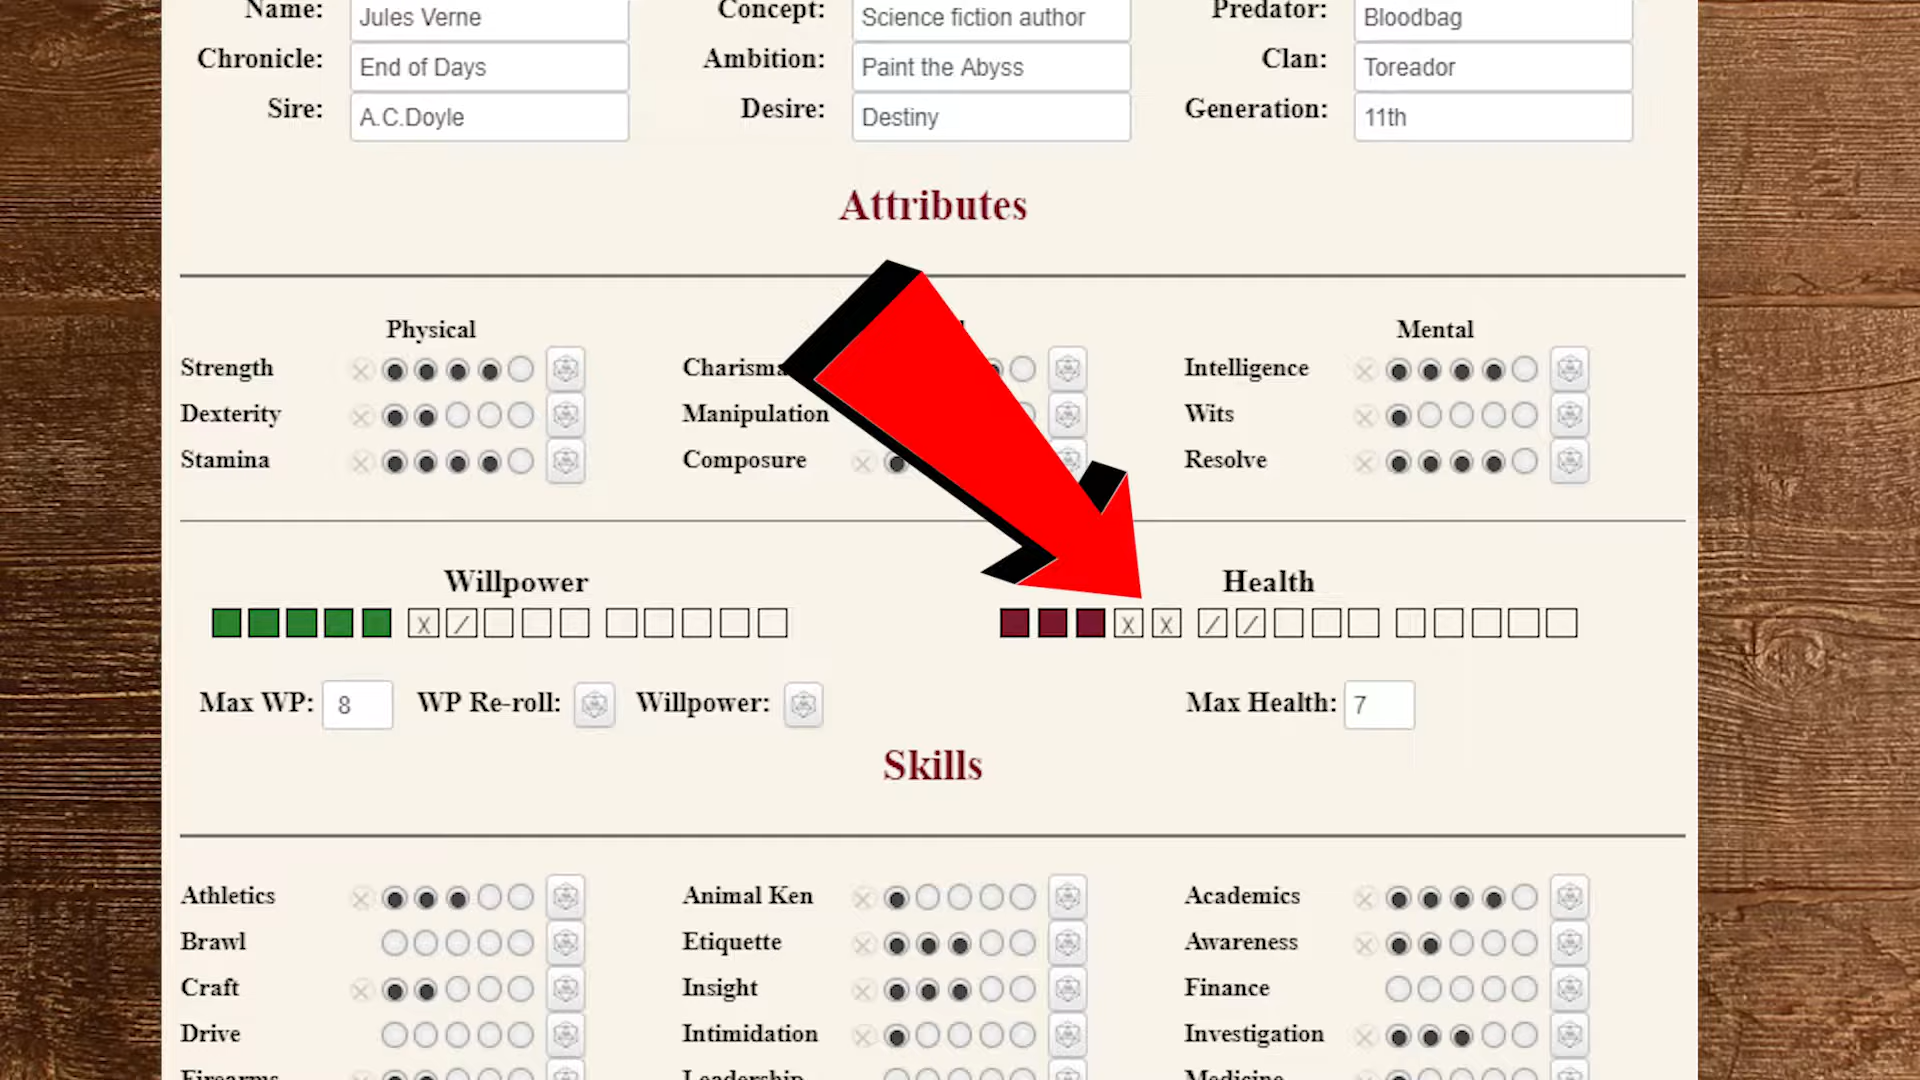 Name: Jules Verne Concept: Science fiction author Predator: Bloodbag
Chronicle: End of Days Ambition: Paint the Abyss Clan: Toreador
Sire: A.C.Doyle Desire: Destiny Generation: 11th
Attributes
Physical Mental
Strength Intelligence
Dexterity Manipulation Wits
Stamina Composure Resolve
Willpower Health
X / X X / /
Max WP: 8 WP Re-roll: Willpower: Max Health: 7
Skills
Athletics Animal Ken Academics
Brawl Etiquette Awareness
Craft Insight Finance
Drive Intimidation Investigation
Firearms Leadership Medicine